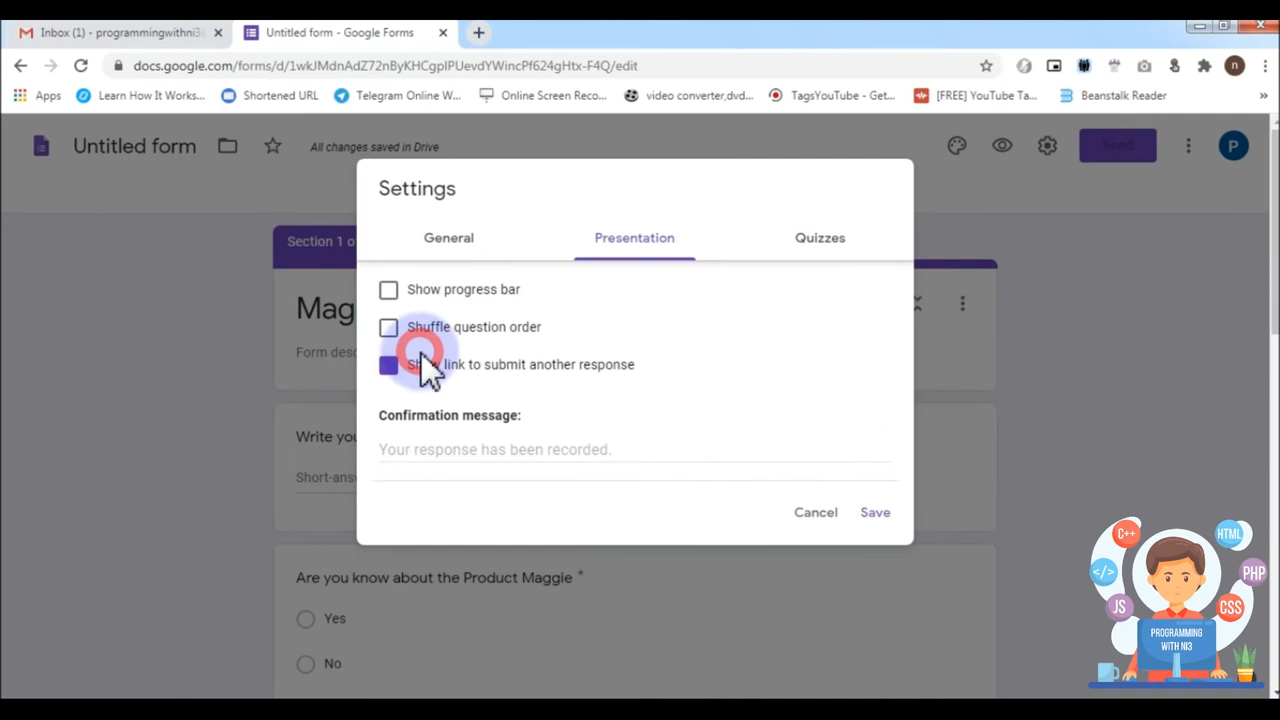 Inbox (1) - programmingwithni3
Untitled form - Google Forms
docs.google.com/forms/d/1wkJMdnAdZ72nByKHCgpIPUevdYWincPf624gHtx-F4Q/edit
n
Apps
Learn How It Works...
Shortened URL
Telegram Online W...
Online Screen Reco...
video converter,dvd...
TagsYouTube - Get...
[FREE] YouTube Ta...
Beanstalk Reader
»
Untitled form
All changes saved in Drive
Send
P
Settings
Section 1 o
General
Presentation
Quizzes
Show progress bar
Mag
Shuffle question order
Form des
Show link to submit another response
Confirmation message:
Write you
Your response has been recorded.
Short-ans
Cancel
Save
Are you know about the Product Maggie *
Yes
No
C++
HTML
</>
PHP
JS
CSS
PROGRAMMING
WITH NI3